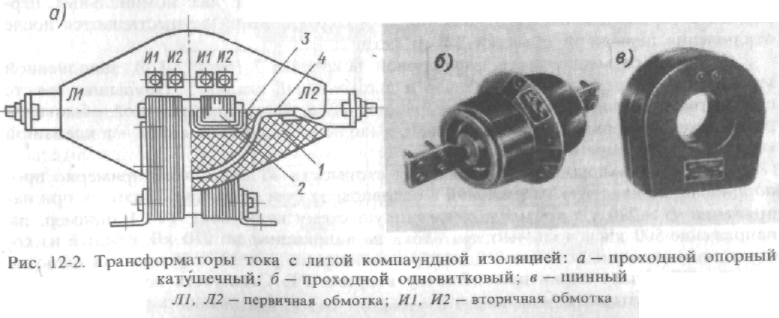 а)
И1 И2 И1 И2
3
4
Л1
Л2
1
2
б)
в)
Рис. 12-2. Трансформаторы тока с литой компаундной изоляцией: а — проходной опорный
катушечный; б — проходной одновитковый; в — шинный
Л1, Л2 — первичная обмотка; И1, И2 — вторичная обмотка